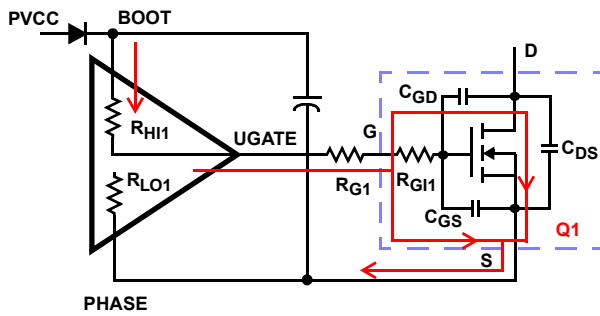 PVCC
BOOT
D
CGD
RHI1
UGATE
G
CDS
RLO1
RG1
RGI1
CGS
Q1
S
PHASE